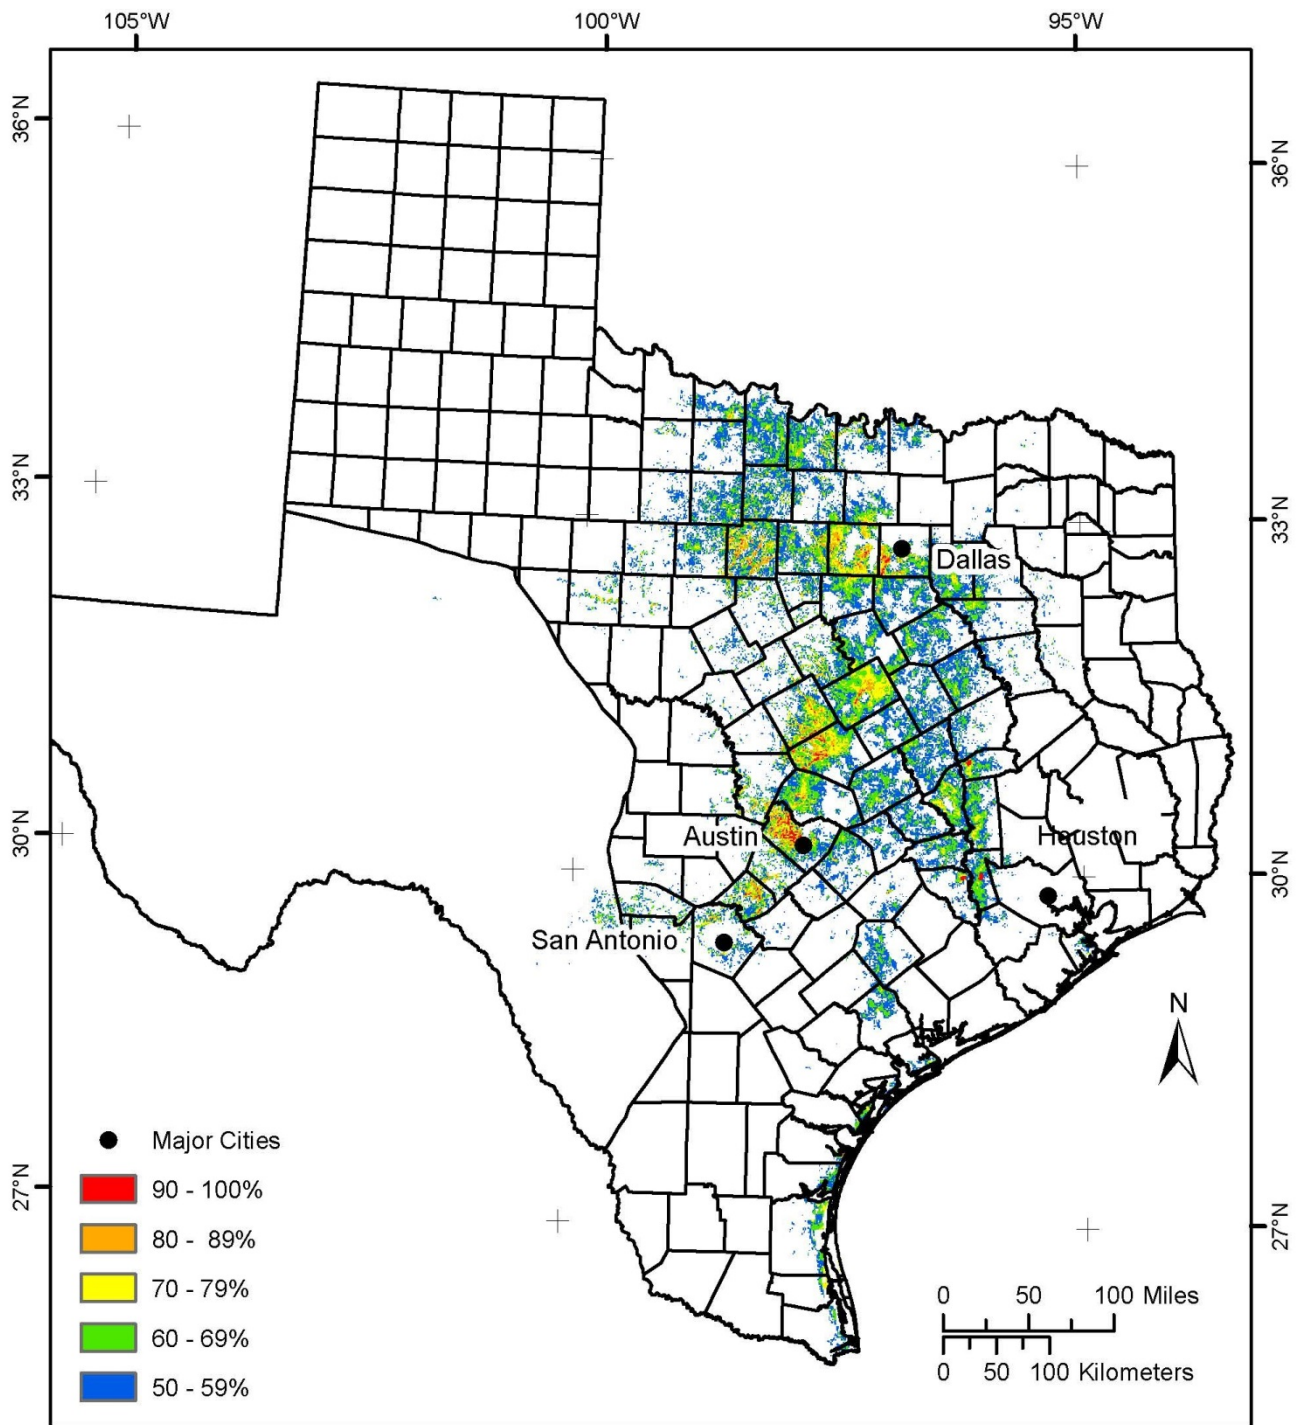 105°W 100°W 95°W
36°N
36°N
33°N
33°N
Dallas
30°N
Austin
Houston
30°N
San Antonio
N
27°N
27°N
Major Cities
90 - 100%
80 - 89%
70 - 79%
60 - 69%
50 - 59%
0 50 100 Miles
0 50 100 Kilometers